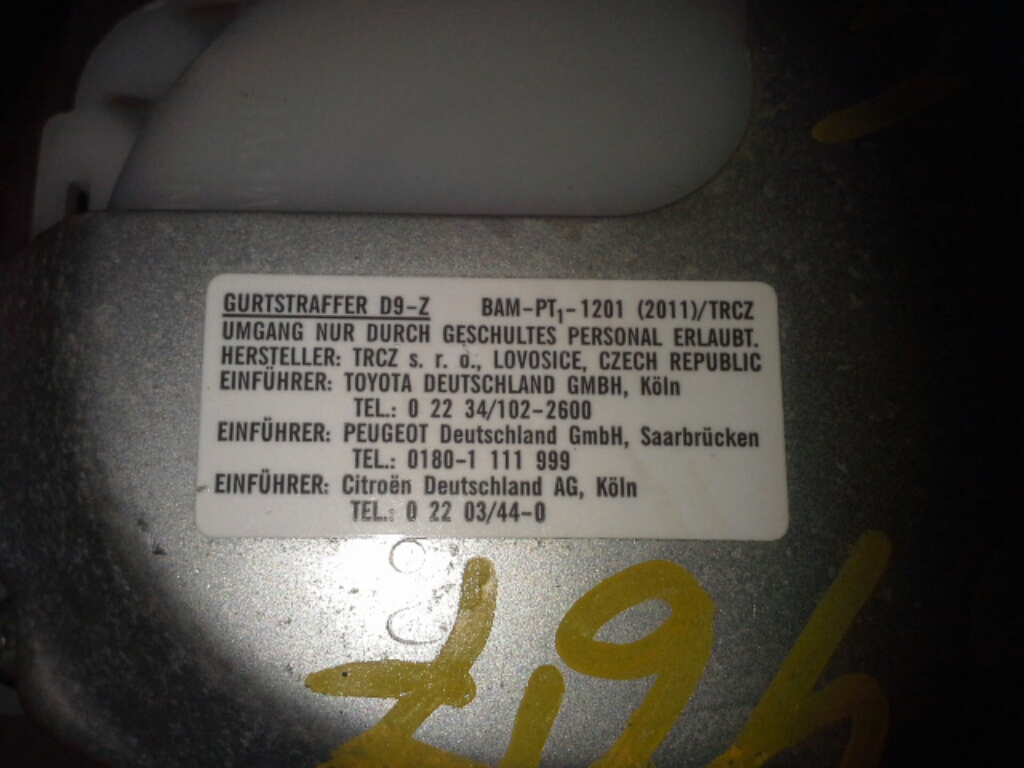 GURTSTRAFFER D9-Z BAM-PT1-1201 (2011)/TRCZ
UMGANG NUR DURCH GESCHULTES PERSONAL ERLAUBT.
HERSTELLER: TRCZ s. r. o., LOVOSICE, CZECH REPUBLIC
EINFÜHRER: TOYOTA DEUTSCHLAND GMBH, Köln
TEL.: 0 22 34/102-2600
EINFÜHRER: PEUGEOT Deutschland GmbH, Saarbrücken
TEL.: 0180-1 111 999
EINFÜHRER: Citroën Deutschland AG, Köln
TEL.: 0 22 03/44-0